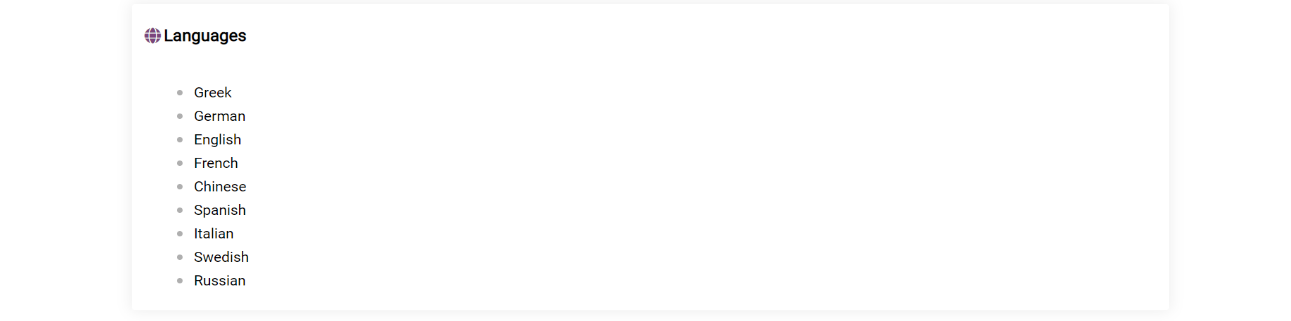 Languages
Greek
German
English
French
Chinese
Spanish
Italian
Swedish
Russian